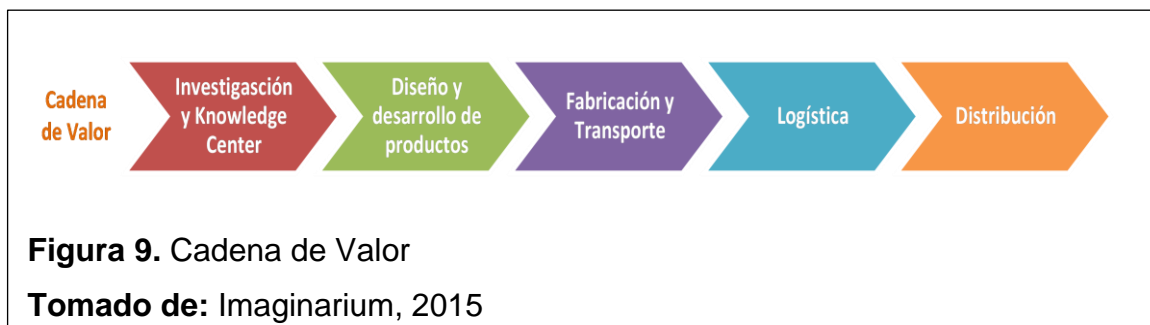 Cadena
de Valor
Investigasción
y Knowledge
Center
Diseño y
desarrollo de
productos
Fabricación y
Transporte
Logística
Distribución
Figura 9. Cadena de Valor
Tomado de: Imaginarium, 2015